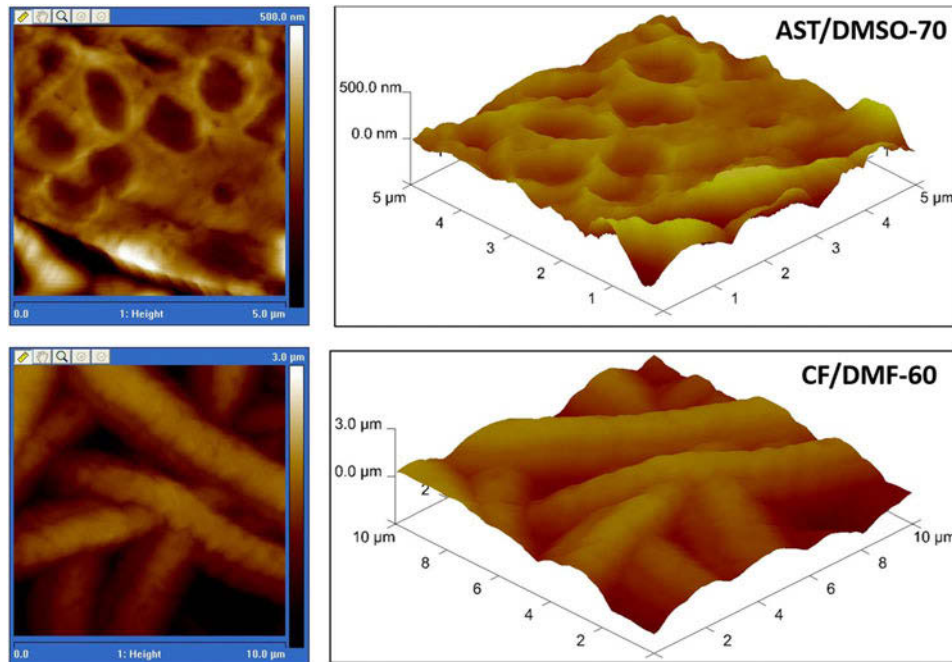 500.0 nm
0.0
1: Height
5.0 µm
AST/DMSO-70
500.0 nm
0.0 nm
5 µm
4
3
2
1
1
2
3
4
5 µm
3.0 µm
0.0
1: Height
10.0 µm
CF/DMF-60
3.0 µm
0.0 µm
2
10 µm
8
6
4
2
2
4
6
8
10 µm